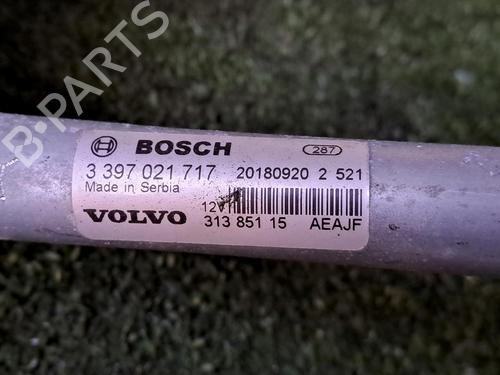 BOSCH 287
3 397 021 717 20180920 2 521
Made in Serbia
12V
VOLVO 313 851 15 AEAJF
B-PARTS